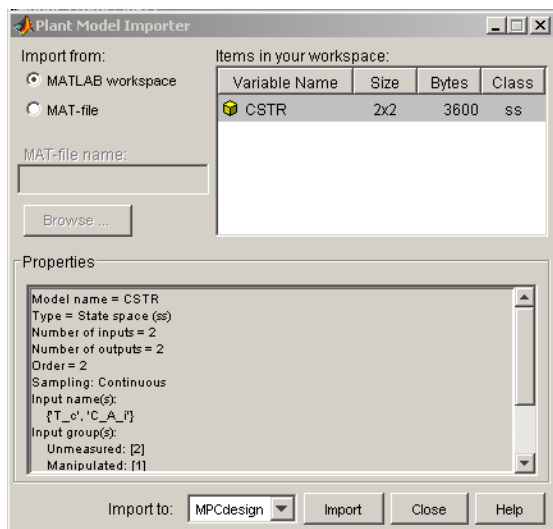 Plant Model Importer
Import from:
MATLAB workspace
MAT-file
MAT-file name:
Browse ...
Items in your workspace:
Variable Name Size Bytes Class
CSTR 2x2 3600 ss
Properties
Model name = CSTR
Type = State space (ss)
Number of inputs = 2
Number of outputs = 2
Order = 2
Sampling: Continuous
Input name(s):
{'T_c', 'C_A_i'}
Input group(s):
Unmeasured: [2]
Manipulated: [1]
Import to: MPCdesign Import Close Help